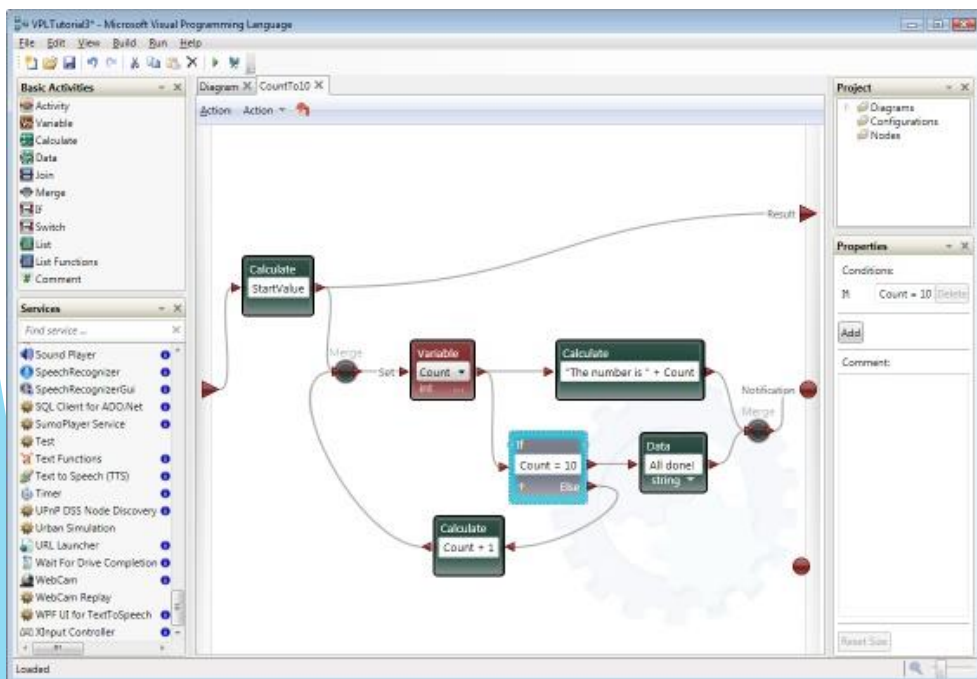 VPLTutorial3* - Microsoft Visual Programming Language
File Edit View Build Run Help
Basic Activities
Activity
Variable
Calculate
Data
Join
Merge
If
Switch
List
List Functions
Comment
Services
Find service ...
Sound Player
SpeechRecognizer
SpeechRecognizerGui
SQL Client for ADO.Net
SumoPlayer Service
Test
Text Functions
Text to Speech (TTS)
Timer
UPnP DSS Node Discovery
Urban Simulation
URL Launcher
Wait For Drive Completion
WebCam
WebCam Replay
WPF UI for TextToSpeech
XInput Controller
Diagram CountTo10
Action: Action
Result
Calculate
StartValue
Merge
Set
Variable
Count
int ...
Calculate
"The number is " + Count
Notification
Merge
If
Count = 10
Else
Data
All done!
string
Calculate
Count + 1
Project
Diagrams
Configurations
Nodes
Properties
Conditions:
If: Count = 10 Delete
Add
Comment:
Reset Size
Loaded